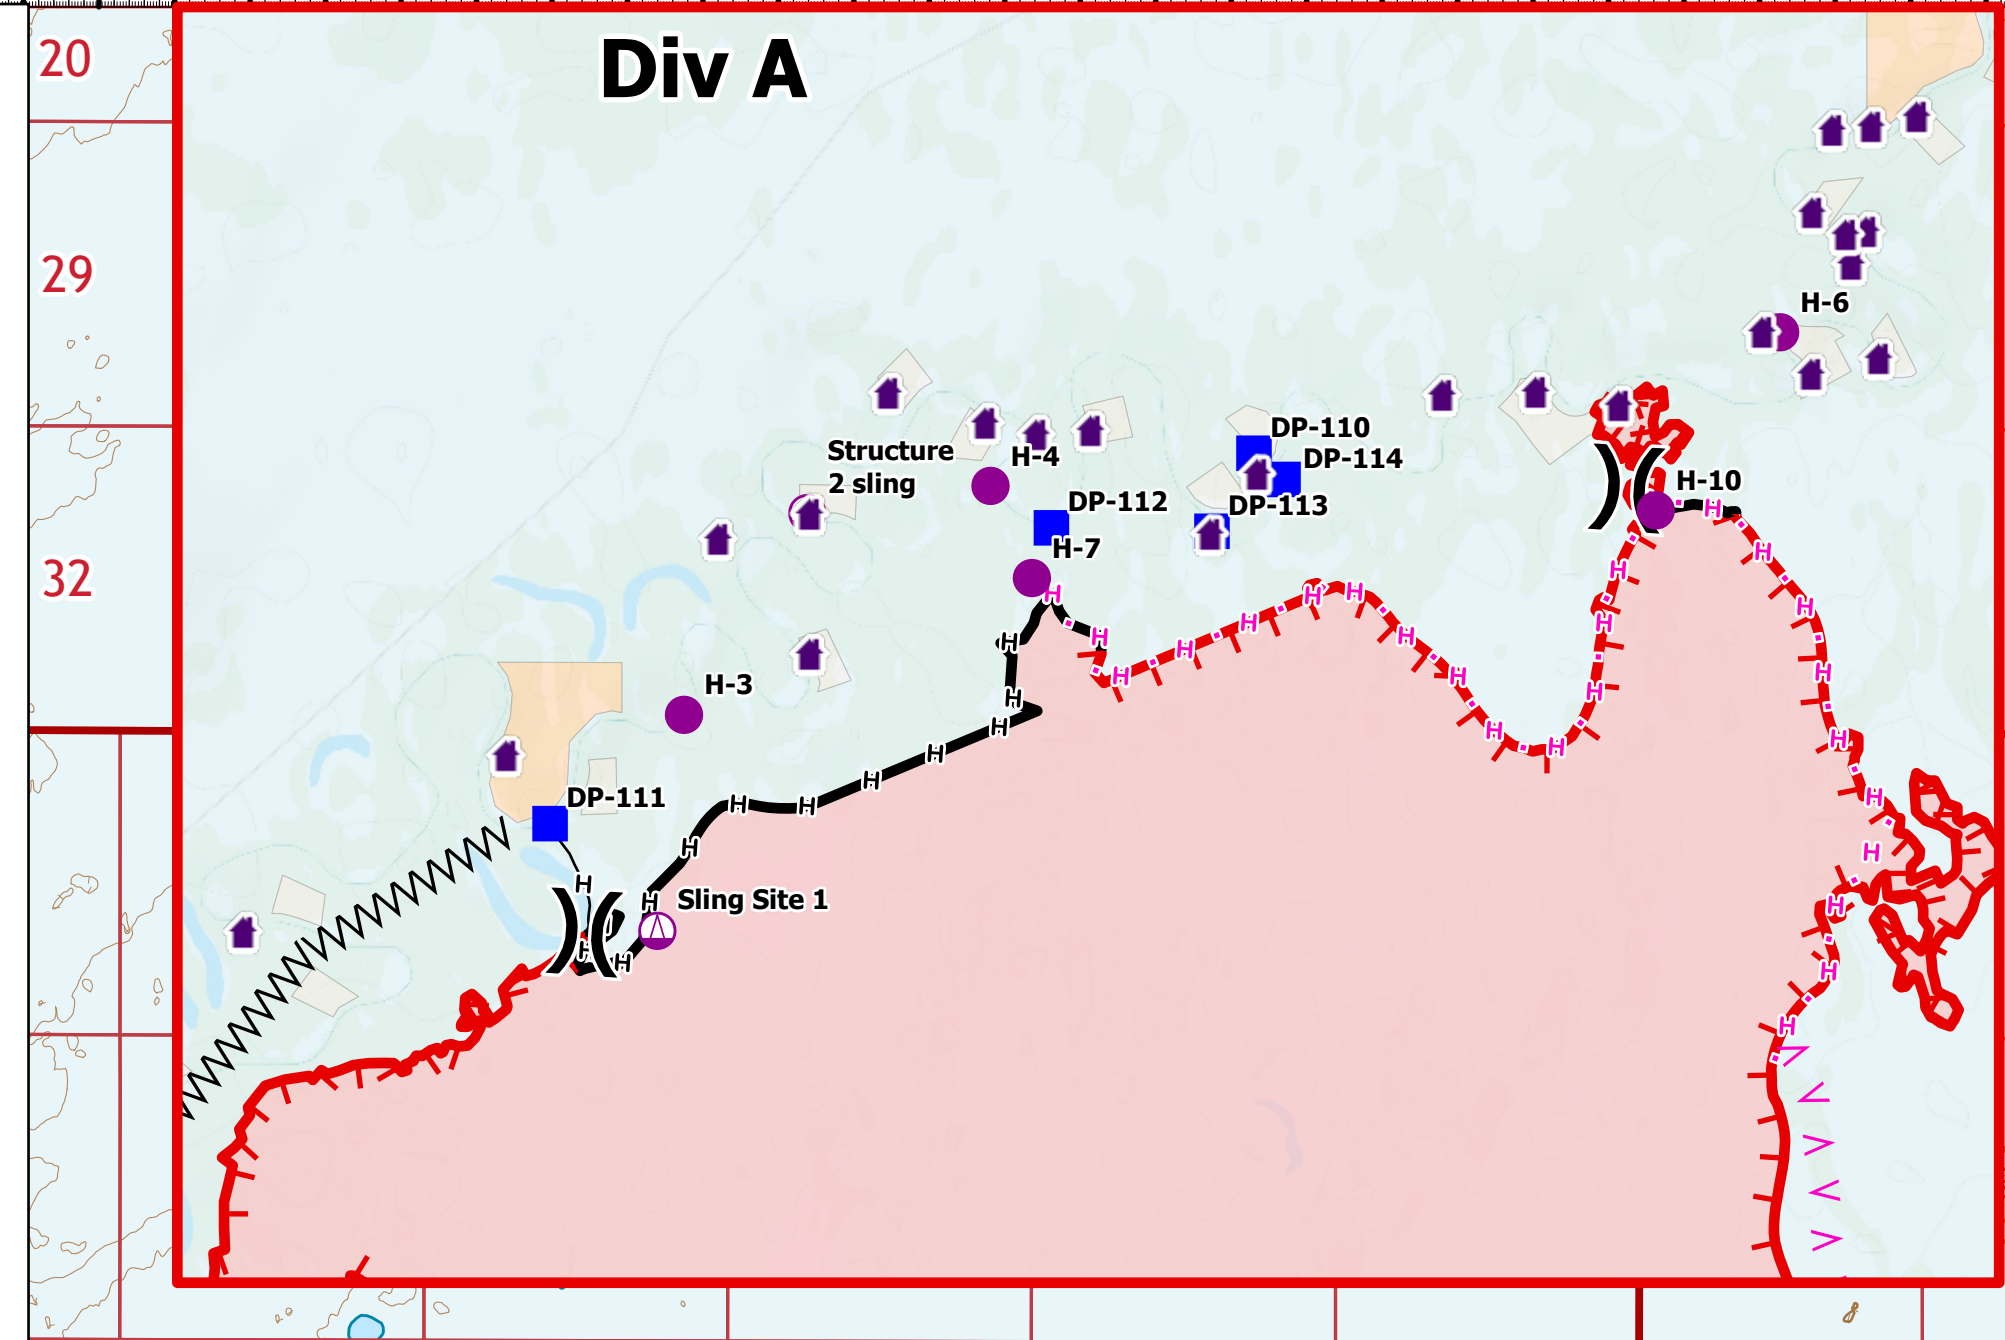 20
Div A
29
H-6
DP-110
Structure
2 sling
H-4
DP-114
H-10
DP-112
DP-113
H-7
32
H-3
DP-111
Sling Site 1